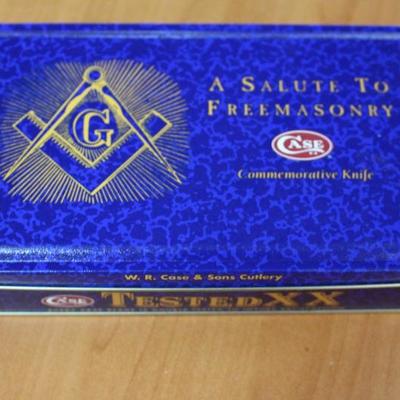 G
A SALUTE TO
FREEMASONRY
CASE
Commemorative Knife
W. R. Case & Sons Cutlery
CASE
TESTED XX